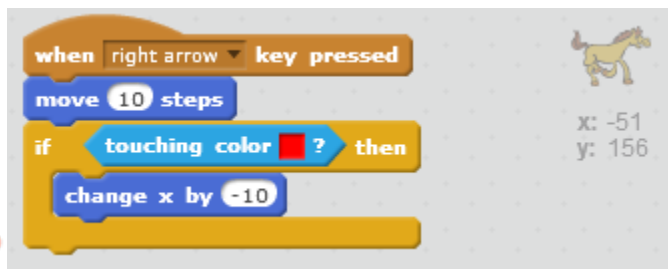 when right arrow key pressed
move 10 steps
if touching color ? then
change x by -10
x: -51
y: 156